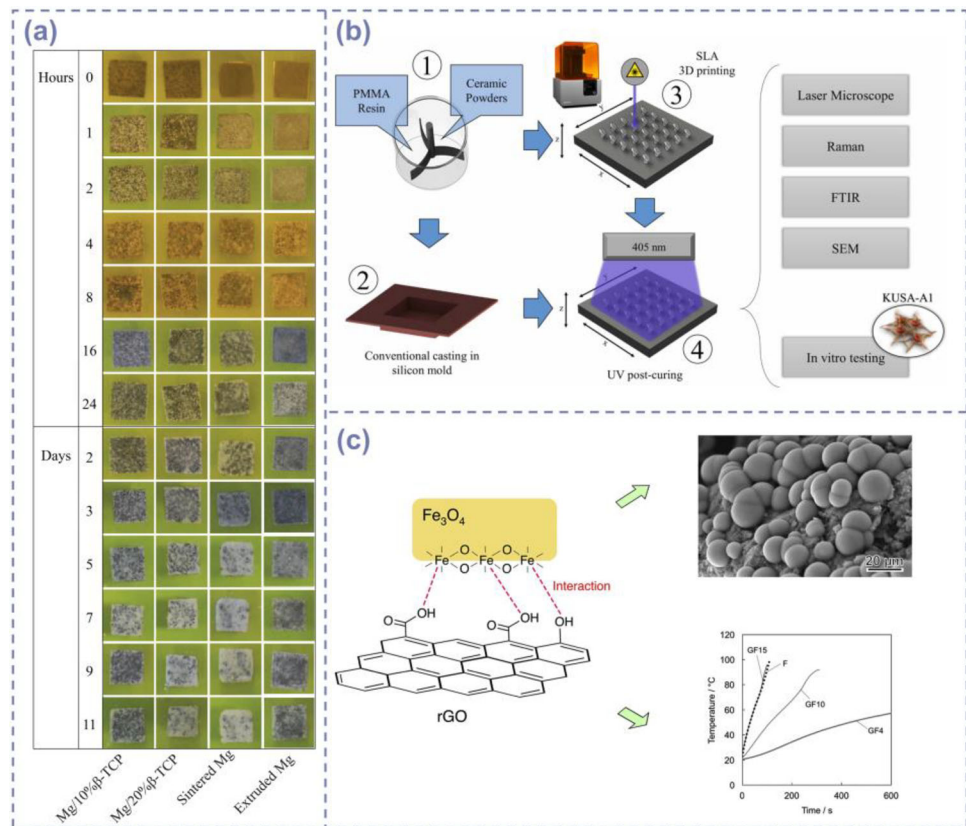 (a)
Hours
0
1
2
4
8
16
24
Days
2
3
5
7
9
11
Mg/10%β-TCP
Mg/20%β-TCP
Sintered Mg
Extruded Mg
(b)
1
PMMA
Resin
Ceramic
Powders
SLA
3D printing
3
y
z
x
2
Conventional casting in
silicon mold
405 nm
y
z
x
4
UV post-curing
Laser Microscope
Raman
FTIR
SEM
KUSA-A1
In vitro testing
(c)
Fe3O4
O O
Fe Fe Fe
O O
Interaction
O OH
O OH
OH
rGO
20 μm
Temperature / °C
120
100
80
60
40
20
0
GF15
F
GF10
GF4
0 200 400 600
Time / s